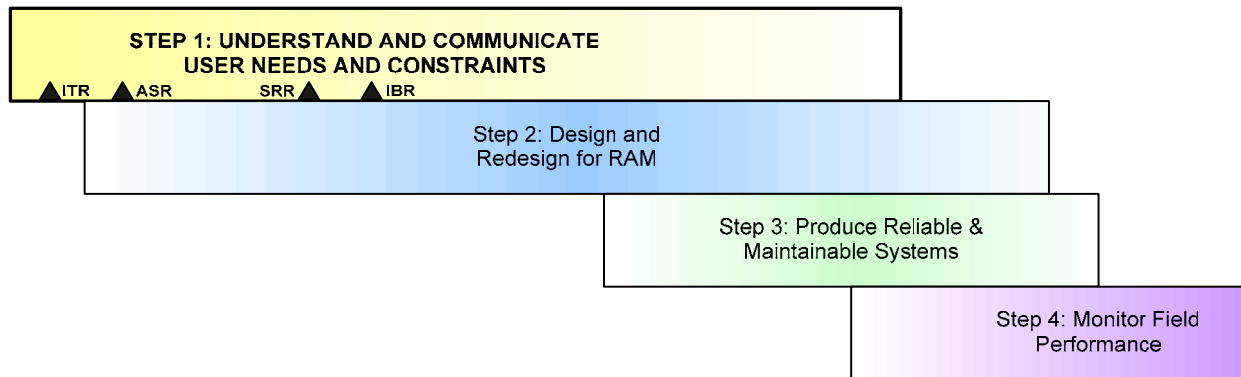 STEP 1: UNDERSTAND AND COMMUNICATE
USER NEEDS AND CONSTRAINTS
ITR ASR SRR IBR
Step 2: Design and
Redesign for RAM
Step 3: Produce Reliable &
Maintainable Systems
Step 4: Monitor Field
Performance